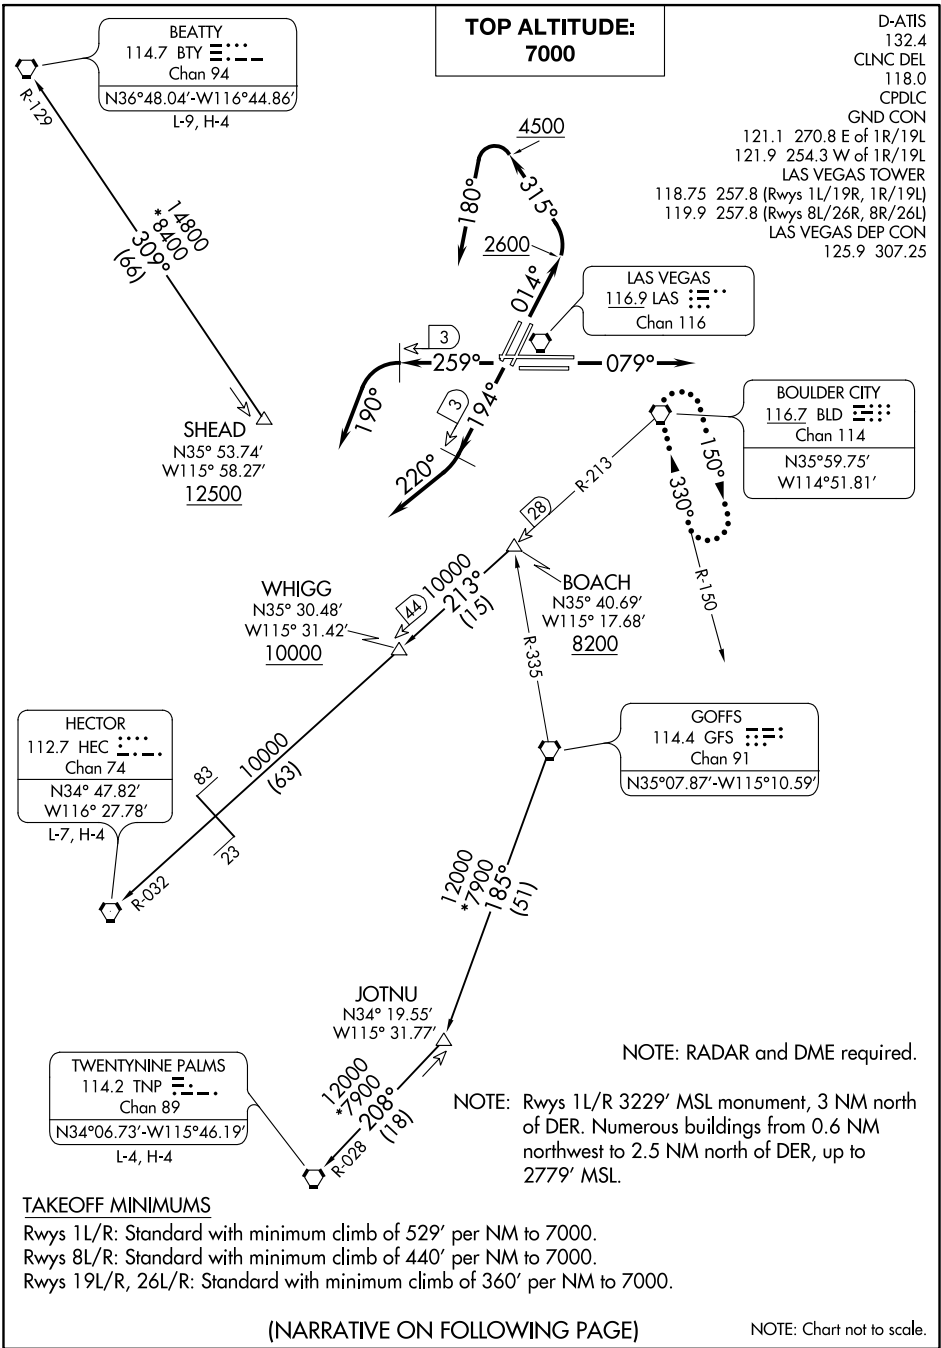 TOP ALTITUDE:
7000
D-ATIS
132.4
CLNC DEL
118.0
CPDLC
GND CON
121.1 270.8 E of 1R/19L
121.9 254.3 W of 1R/19L
LAS VEGAS TOWER
118.75 257.8 (Rwys 1L/19R, 1R/19L)
119.9 257.8 (Rwys 8L/26R, 8R/26L)
LAS VEGAS DEP CON
125.9 307.25
BEATTY
114.7 BTY
Chan 94
N36°48.04'-W116°44.86'
L-9, H-4
R-129
14800
*8400
309°
(66)
SHEAD
N35° 53.74'
W115° 58.27'
12500
4500
180°
315°
2600
014°
LAS VEGAS
116.9 LAS
Chan 116
3
259°
079°
190°
194°
3
220°
BOULDER CITY
116.7 BLD
Chan 114
N35°59.75'
W114°51.81'
150°
330°
R-150
R-213
28
BOACH
N35° 40.69'
W115° 17.68'
8200
10000
213°
(15)
44
WHIGG
N35° 30.48'
W115° 31.42'
10000
R-335
HECTOR
112.7 HEC
Chan 74
N34° 47.82'
W116° 27.78'
L-7, H-4
10000
(63)
83
23
R-032
GOFFS
114.4 GFS
Chan 91
N35°07.87'-W115°10.59'
12000
*7900
185°
(51)
JOTNU
N34° 19.55'
W115° 31.77'
12000
*7900
208°
(18)
R-028
TWENTYNINE PALMS
114.2 TNP
Chan 89
N34°06.73'-W115°46.19'
L-4, H-4
NOTE: RADAR and DME required.
NOTE: Rwys 1L/R 3229' MSL monument, 3 NM north
of DER. Numerous buildings from 0.6 NM
northwest to 2.5 NM north of DER, up to
2779' MSL.
TAKEOFF MINIMUMS
Rwys 1L/R: Standard with minimum climb of 529' per NM to 7000.
Rwys 8L/R: Standard with minimum climb of 440' per NM to 7000.
Rwys 19L/R, 26L/R: Standard with minimum climb of 360' per NM to 7000.
(NARRATIVE ON FOLLOWING PAGE)
NOTE: Chart not to scale.